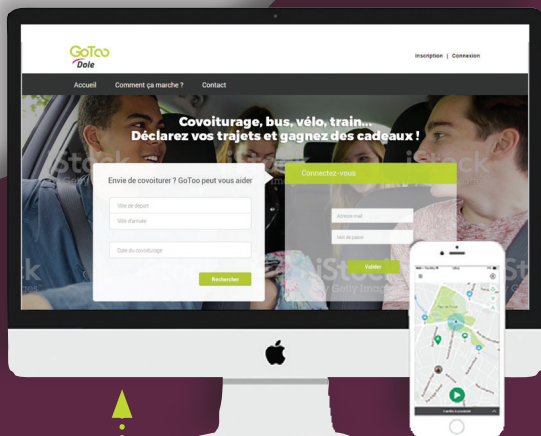 GoToo
Dole
Inscription | Connexion
Accueil Comment ça marche ? Contact
Covoiturage, bus, vélo, train...
Déclarez vos trajets et gagnez des cadeaux !
Envie de covoiturer ? GoToo peut vous aider
Ville de départ
Ville d'arrivée
Date du covoiturage
Rechercher
Connectez-vous
Adresse mail
Mot de passe
Valider
iStock
Getty Images